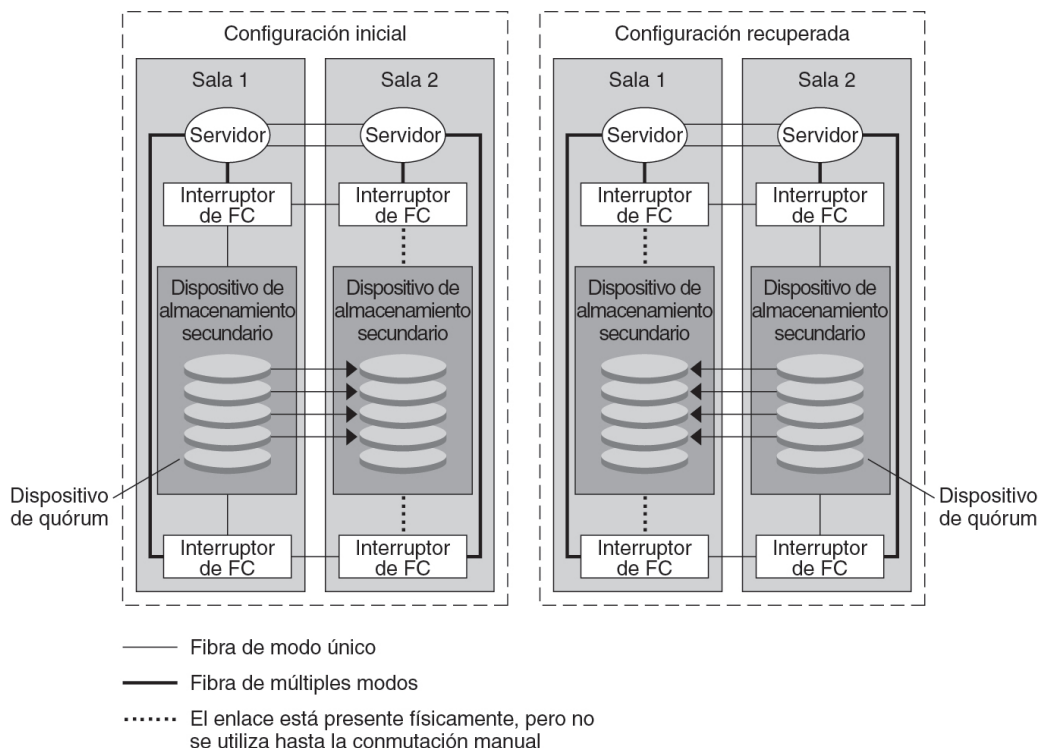 Configuración inicial
Sala 1
Sala 2
Servidor
Servidor
Interruptor
de FC
Interruptor
de FC
Dispositivo de
almacenamiento
secundario
Dispositivo de
almacenamiento
secundario
Dispositivo
de quórum
Interruptor
de FC
Interruptor
de FC
Configuración recuperada
Sala 1
Sala 2
Servidor
Servidor
Interruptor
de FC
Interruptor
de FC
Dispositivo de
almacenamiento
secundario
Dispositivo de
almacenamiento
secundario
Dispositivo
de quórum
Interruptor
de FC
Interruptor
de FC
Fibra de modo único
Fibra de múltiples modos
El enlace está presente físicamente, pero no
se utiliza hasta la conmutación manual